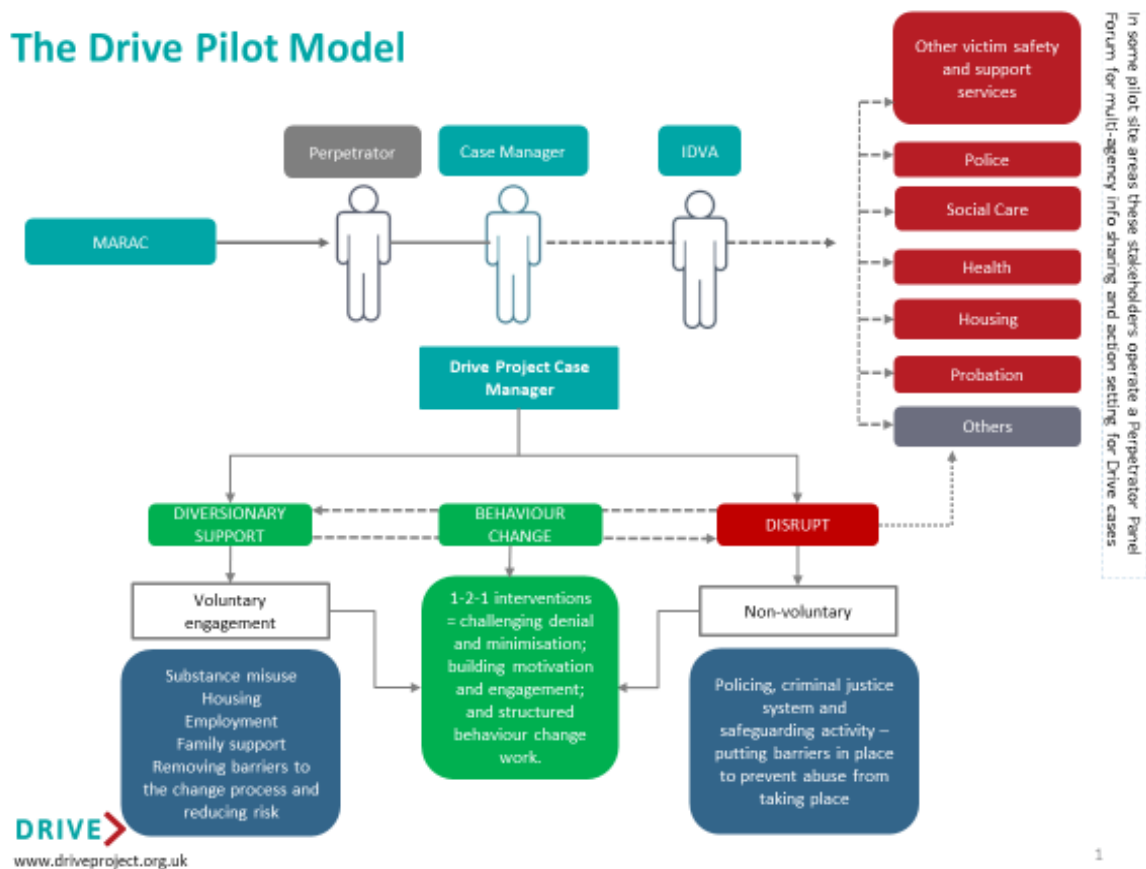 The Drive Pilot Model
Perpetrator
Case Manager
IDVA
MARAC
Other victim safety
and support
services
Police
Social Care
Health
Housing
Probation
Others
In some pilot site areas these stakeholders operate a Perpetrator Panel
Forum for multi-agency info sharing and action setting for Drive cases
Drive Project Case
Manager
DIVERSIONARY
SUPPORT
BEHAVIOUR
CHANGE
DISRUPT
Voluntary
engagement
1-2-1 interventions
= challenging denial
and minimisation;
building motivation
and engagement;
and structured
behaviour change
work.
Non-voluntary
Substance misuse
Housing
Employment
Family support
Removing barriers to
the change process and
reducing risk
Policing, criminal justice
system and
safeguarding activity –
putting barriers in place
to prevent abuse from
taking place
DRIVE
www.driveproject.org.uk
1